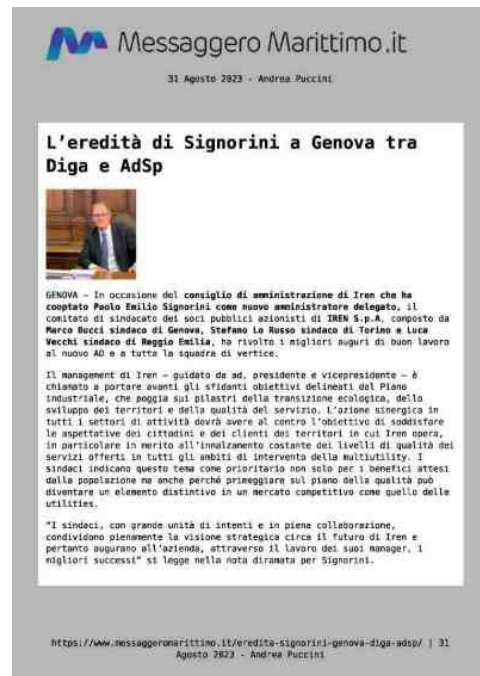 Messaggero Marittimo.it
31 Agosto 2023 - Andrea Puccini
L'eredità di Signorini a Genova tra
Diga e AdSp
GENOVA – In occasione del consiglio di amministrazione di Iren che ha
cooptato Paolo Emilio Signorini come nuovo amministratore delegato, il
comitato di sindacato dei soci pubblici azionisti di IREN S.p.A, composto da
Marco Bucci sindaco di Genova, Stefano Lo Russo sindaco di Torino e Luca
Vecchi sindaco di Reggio Emilia, ha rivolto i migliori auguri di buon lavoro
al nuovo AD e a tutta la squadra di vertice.
Il management di Iren – guidato da ad, presidente e vicepresidente – è
chiamato a portare avanti gli sfidanti obiettivi delineati dal Piano
industriale, che poggia sui pilastri della transizione ecologica, dello
sviluppo dei territori e della qualità del servizio. L'azione sinergica in
tutti i settori di attività dovrà avere al centro l'obiettivo di soddisfare
le aspettative dei cittadini e dei clienti dei territori in cui Iren opera,
in particolare in merito all'innalzamento costante dei livelli di qualità dei
servizi offerti in tutti gli ambiti di intervento della multiutility. I
sindaci indicano questo tema come prioritario non solo per i benefici attesi
dalla popolazione ma anche perché primeggiare sul piano della qualità può
diventare un elemento distintivo in un mercato competitivo come quello delle
utilities.
"I sindaci, con grande unità di intenti e in piena collaborazione,
condividono pienamente la visione strategica circa il futuro di Iren e
pertanto augurano all'azienda, attraverso il lavoro dei suoi manager, i
migliori successi" si legge nella nota diramata per Signorini.
https://www.messaggeromarittimo.it/eredita-signorini-genova-diga-adsp/ | 31
Agosto 2023 - Andrea Puccini